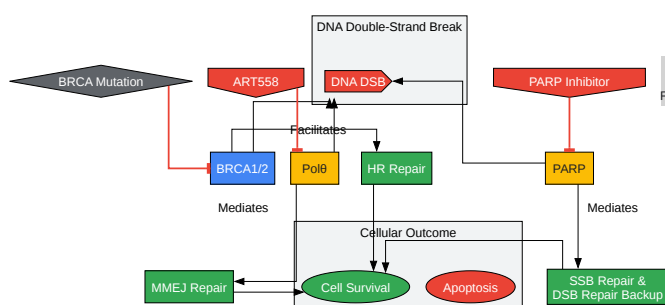 DNA Double-Strand Break
BRCA Mutation
ART558
DNA DSB
PARP Inhibitor
Facilitates
BRCA1/2
Polθ
HR Repair
PARP
Mediates
Mediates
Cellular Outcome
MMEJ Repair
Cell Survival
Apoptosis
SSB Repair &
DSB Repair Backup